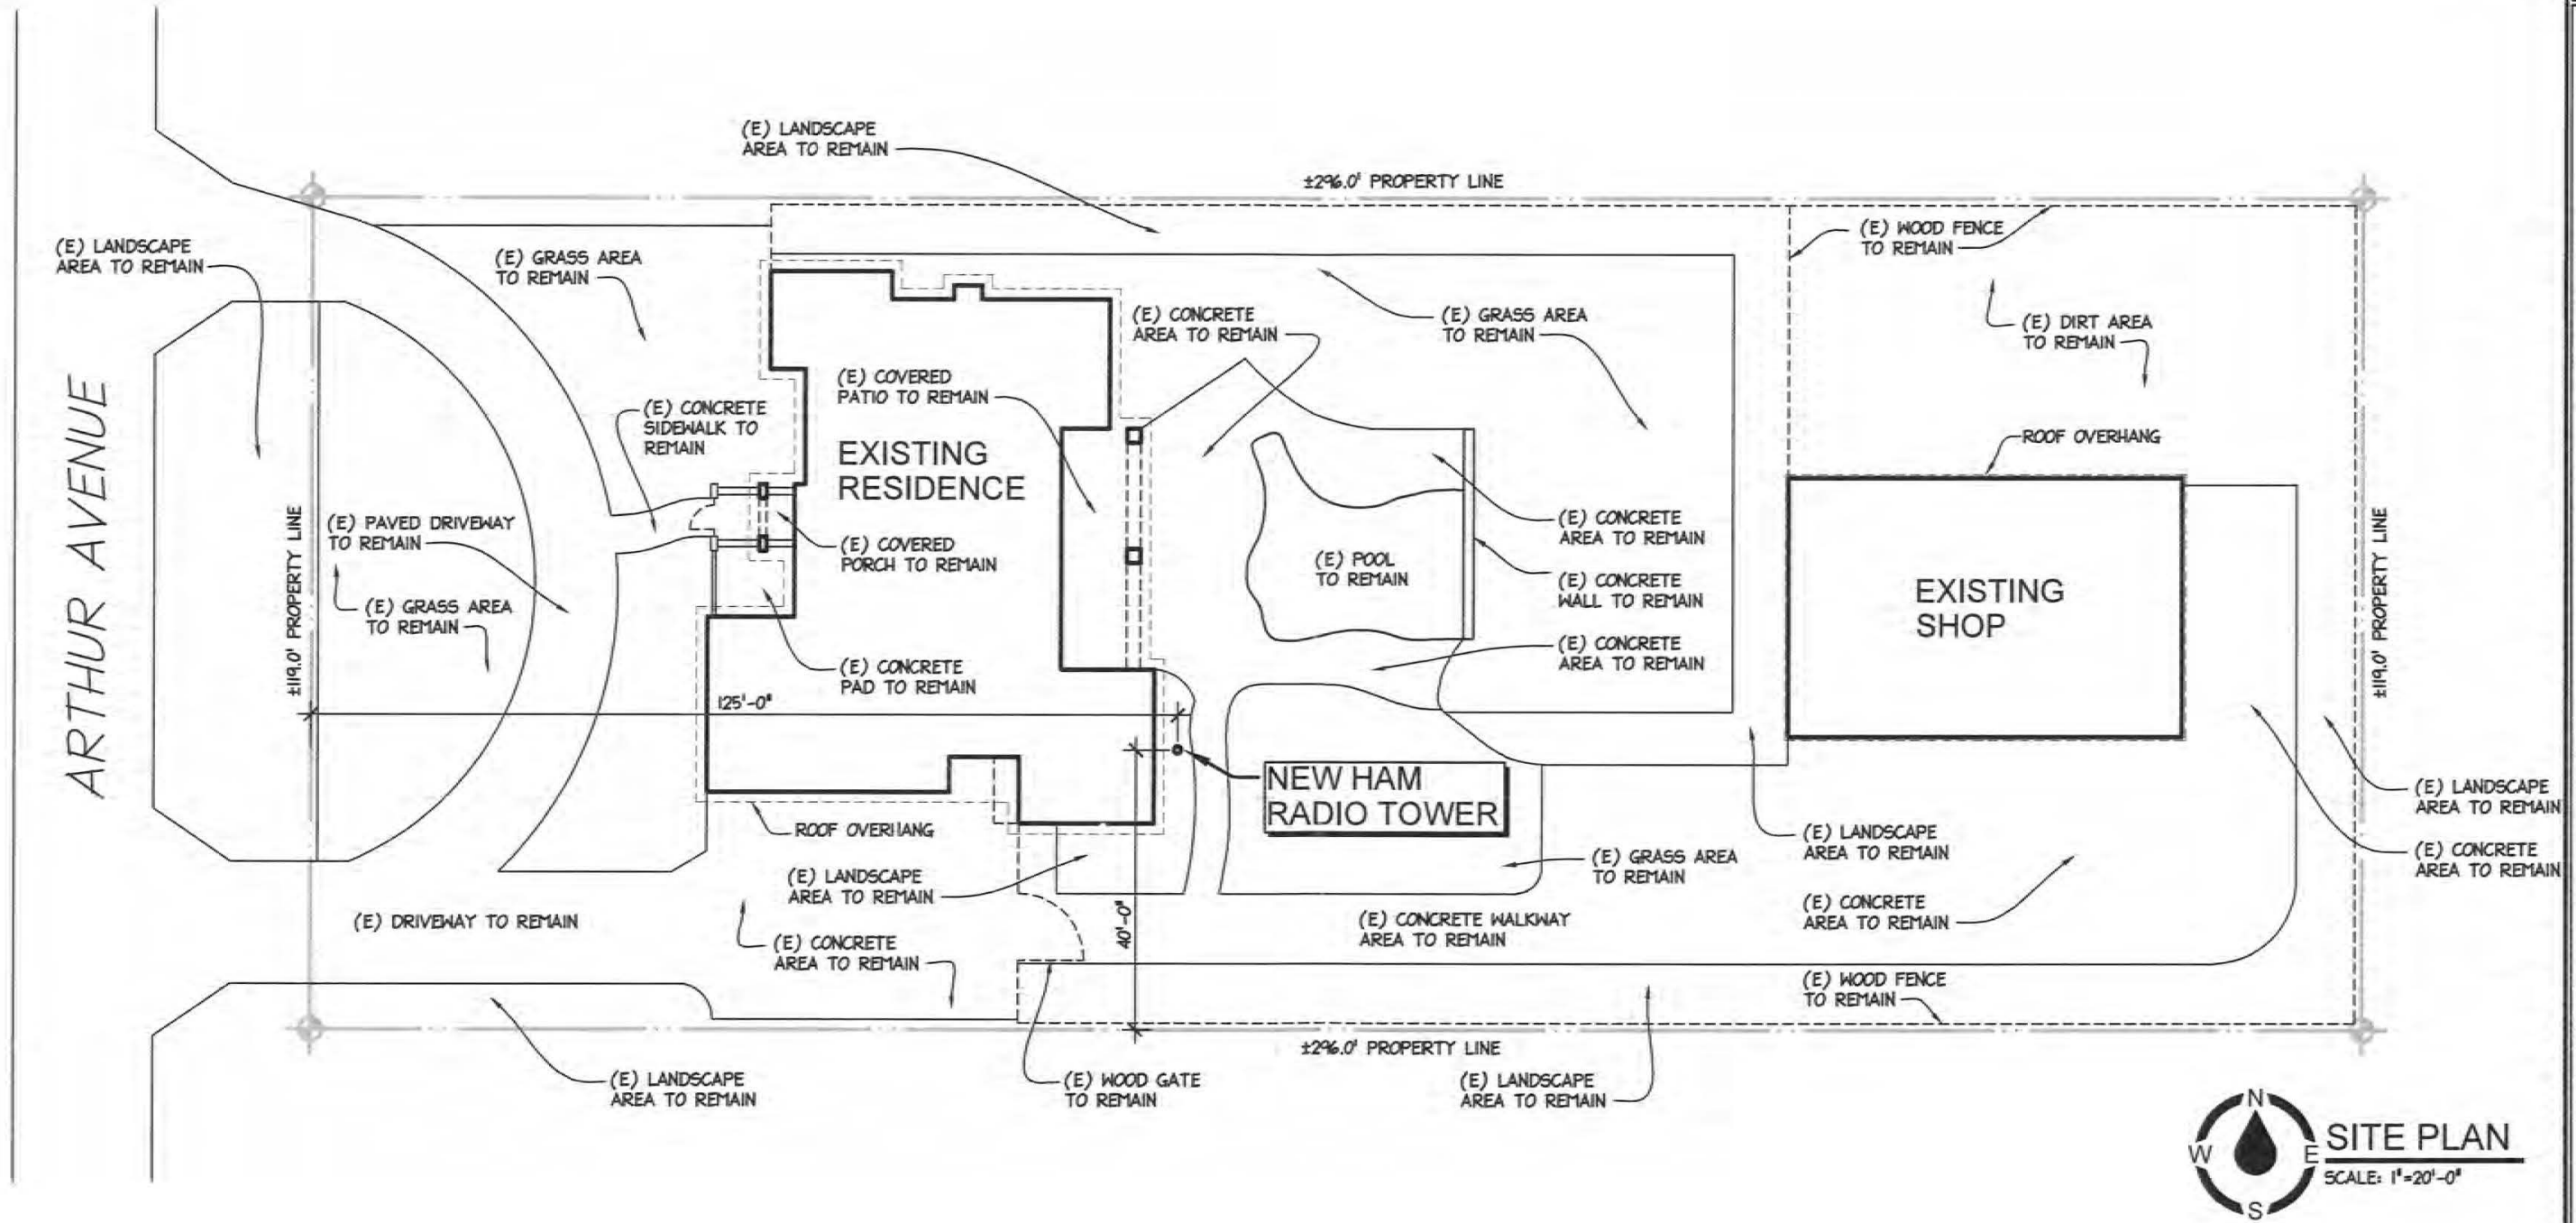 (E) LANDSCAPE
AREA TO REMAIN
±296.0' PROPERTY LINE
(E) LANDSCAPE
AREA TO REMAIN
(E) GRASS AREA
TO REMAIN
(E) WOOD FENCE
TO REMAIN
(E) CONCRETE
AREA TO REMAIN
(E) GRASS AREA
TO REMAIN
(E) DIRT AREA
TO REMAIN
(E) COVERED
PATIO TO REMAIN
(E) CONCRETE
SIDEWALK TO
REMAIN
ROOF OVERHANG
EXISTING
RESIDENCE
ARTHUR AVENUE
±119.0' PROPERTY LINE
(E) PAVED DRIVEWAY
TO REMAIN
(E) CONCRETE
AREA TO REMAIN
(E) COVERED
PORCH TO REMAIN
(E) POOL
TO REMAIN
(E) CONCRETE
WALL TO REMAIN
EXISTING
SHOP
±119.0' PROPERTY LINE
(E) GRASS AREA
TO REMAIN
(E) CONCRETE
AREA TO REMAIN
(E) CONCRETE
PAD TO REMAIN
125'-0"
NEW HAM
RADIO TOWER
(E) LANDSCAPE
AREA TO REMAIN
ROOF OVERHANG
(E) LANDSCAPE
AREA TO REMAIN
(E) CONCRETE
AREA TO REMAIN
(E) GRASS AREA
TO REMAIN
(E) LANDSCAPE
AREA TO REMAIN
(E) CONCRETE
AREA TO REMAIN
(E) DRIVEWAY TO REMAIN
40'-0"
(E) CONCRETE WALKWAY
AREA TO REMAIN
(E) CONCRETE
AREA TO REMAIN
(E) WOOD FENCE
TO REMAIN
±296.0' PROPERTY LINE
(E) LANDSCAPE
AREA TO REMAIN
(E) WOOD GATE
TO REMAIN
(E) LANDSCAPE
AREA TO REMAIN
N
W
E
S
SITE PLAN
SCALE: 1"=20'-0"